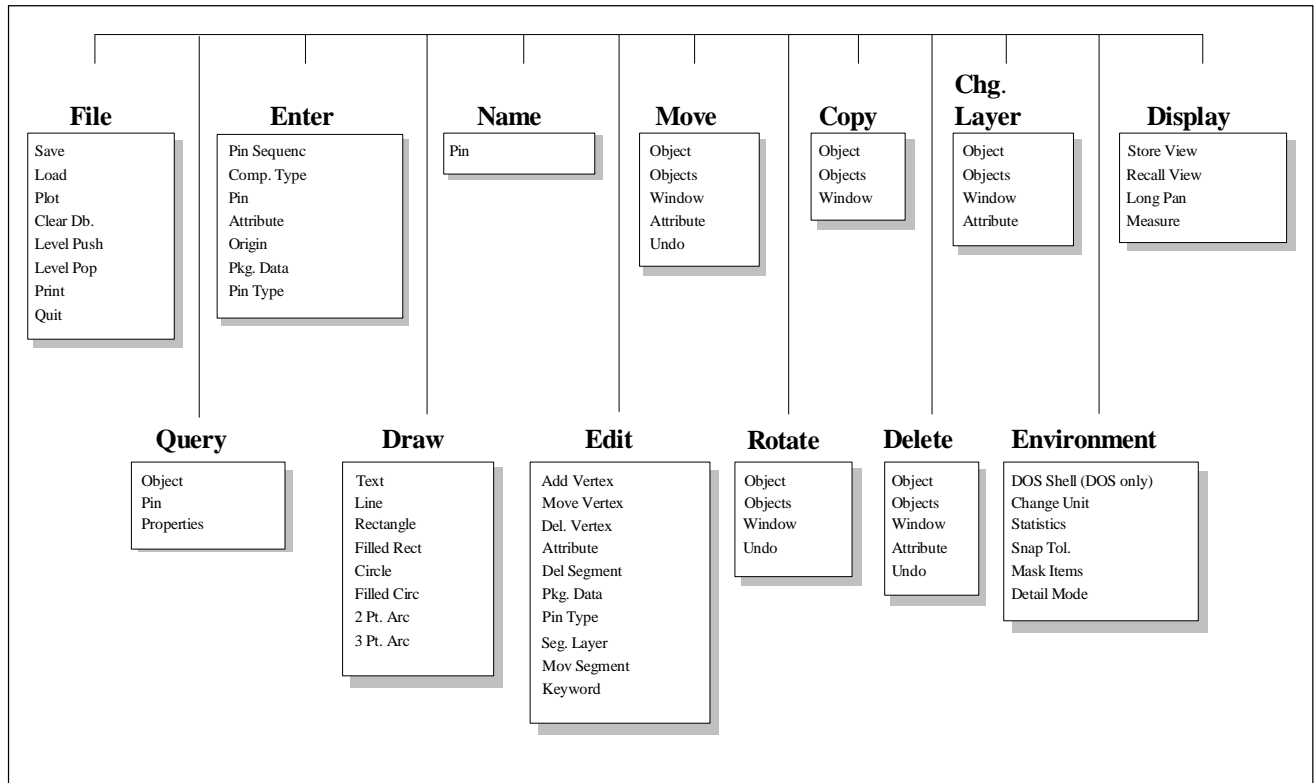 File
Save
Load
Plot
Clear Db.
Level Push
Level Pop
Print
Quit
Enter
Pin Sequenc
Comp. Type
Pin
Attribute
Origin
Pkg. Data
Pin Type
Name
Pin
Move
Object
Objects
Window
Attribute
Undo
Copy
Object
Objects
Window
Chg.
Layer
Object
Objects
Window
Attribute
Display
Store View
Recall View
Long Pan
Measure
Query
Object
Pin
Properties
Draw
Text
Line
Rectangle
Filled Rect
Circle
Filled Circ
2 Pt. Arc
3 Pt. Arc
Edit
Add Vertex
Move Vertex
Del. Vertex
Attribute
Del Segment
Pkg. Data
Pin Type
Seg. Layer
Mov Segment
Keyword
Rotate
Object
Objects
Window
Undo
Delete
Object
Objects
Window
Attribute
Undo
Environment
DOS Shell (DOS only)
Change Unit
Statistics
Snap Tol.
Mask Items
Detail Mode